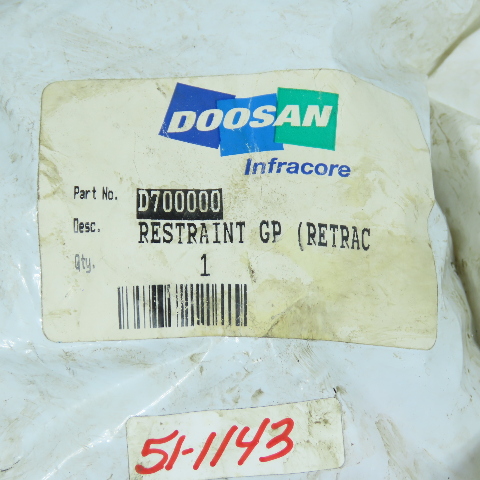 DOOSAN
Infracore
Part No. D700000
Desc. RESTRAINT GP (RETRAC
Qty. 1
51-1143